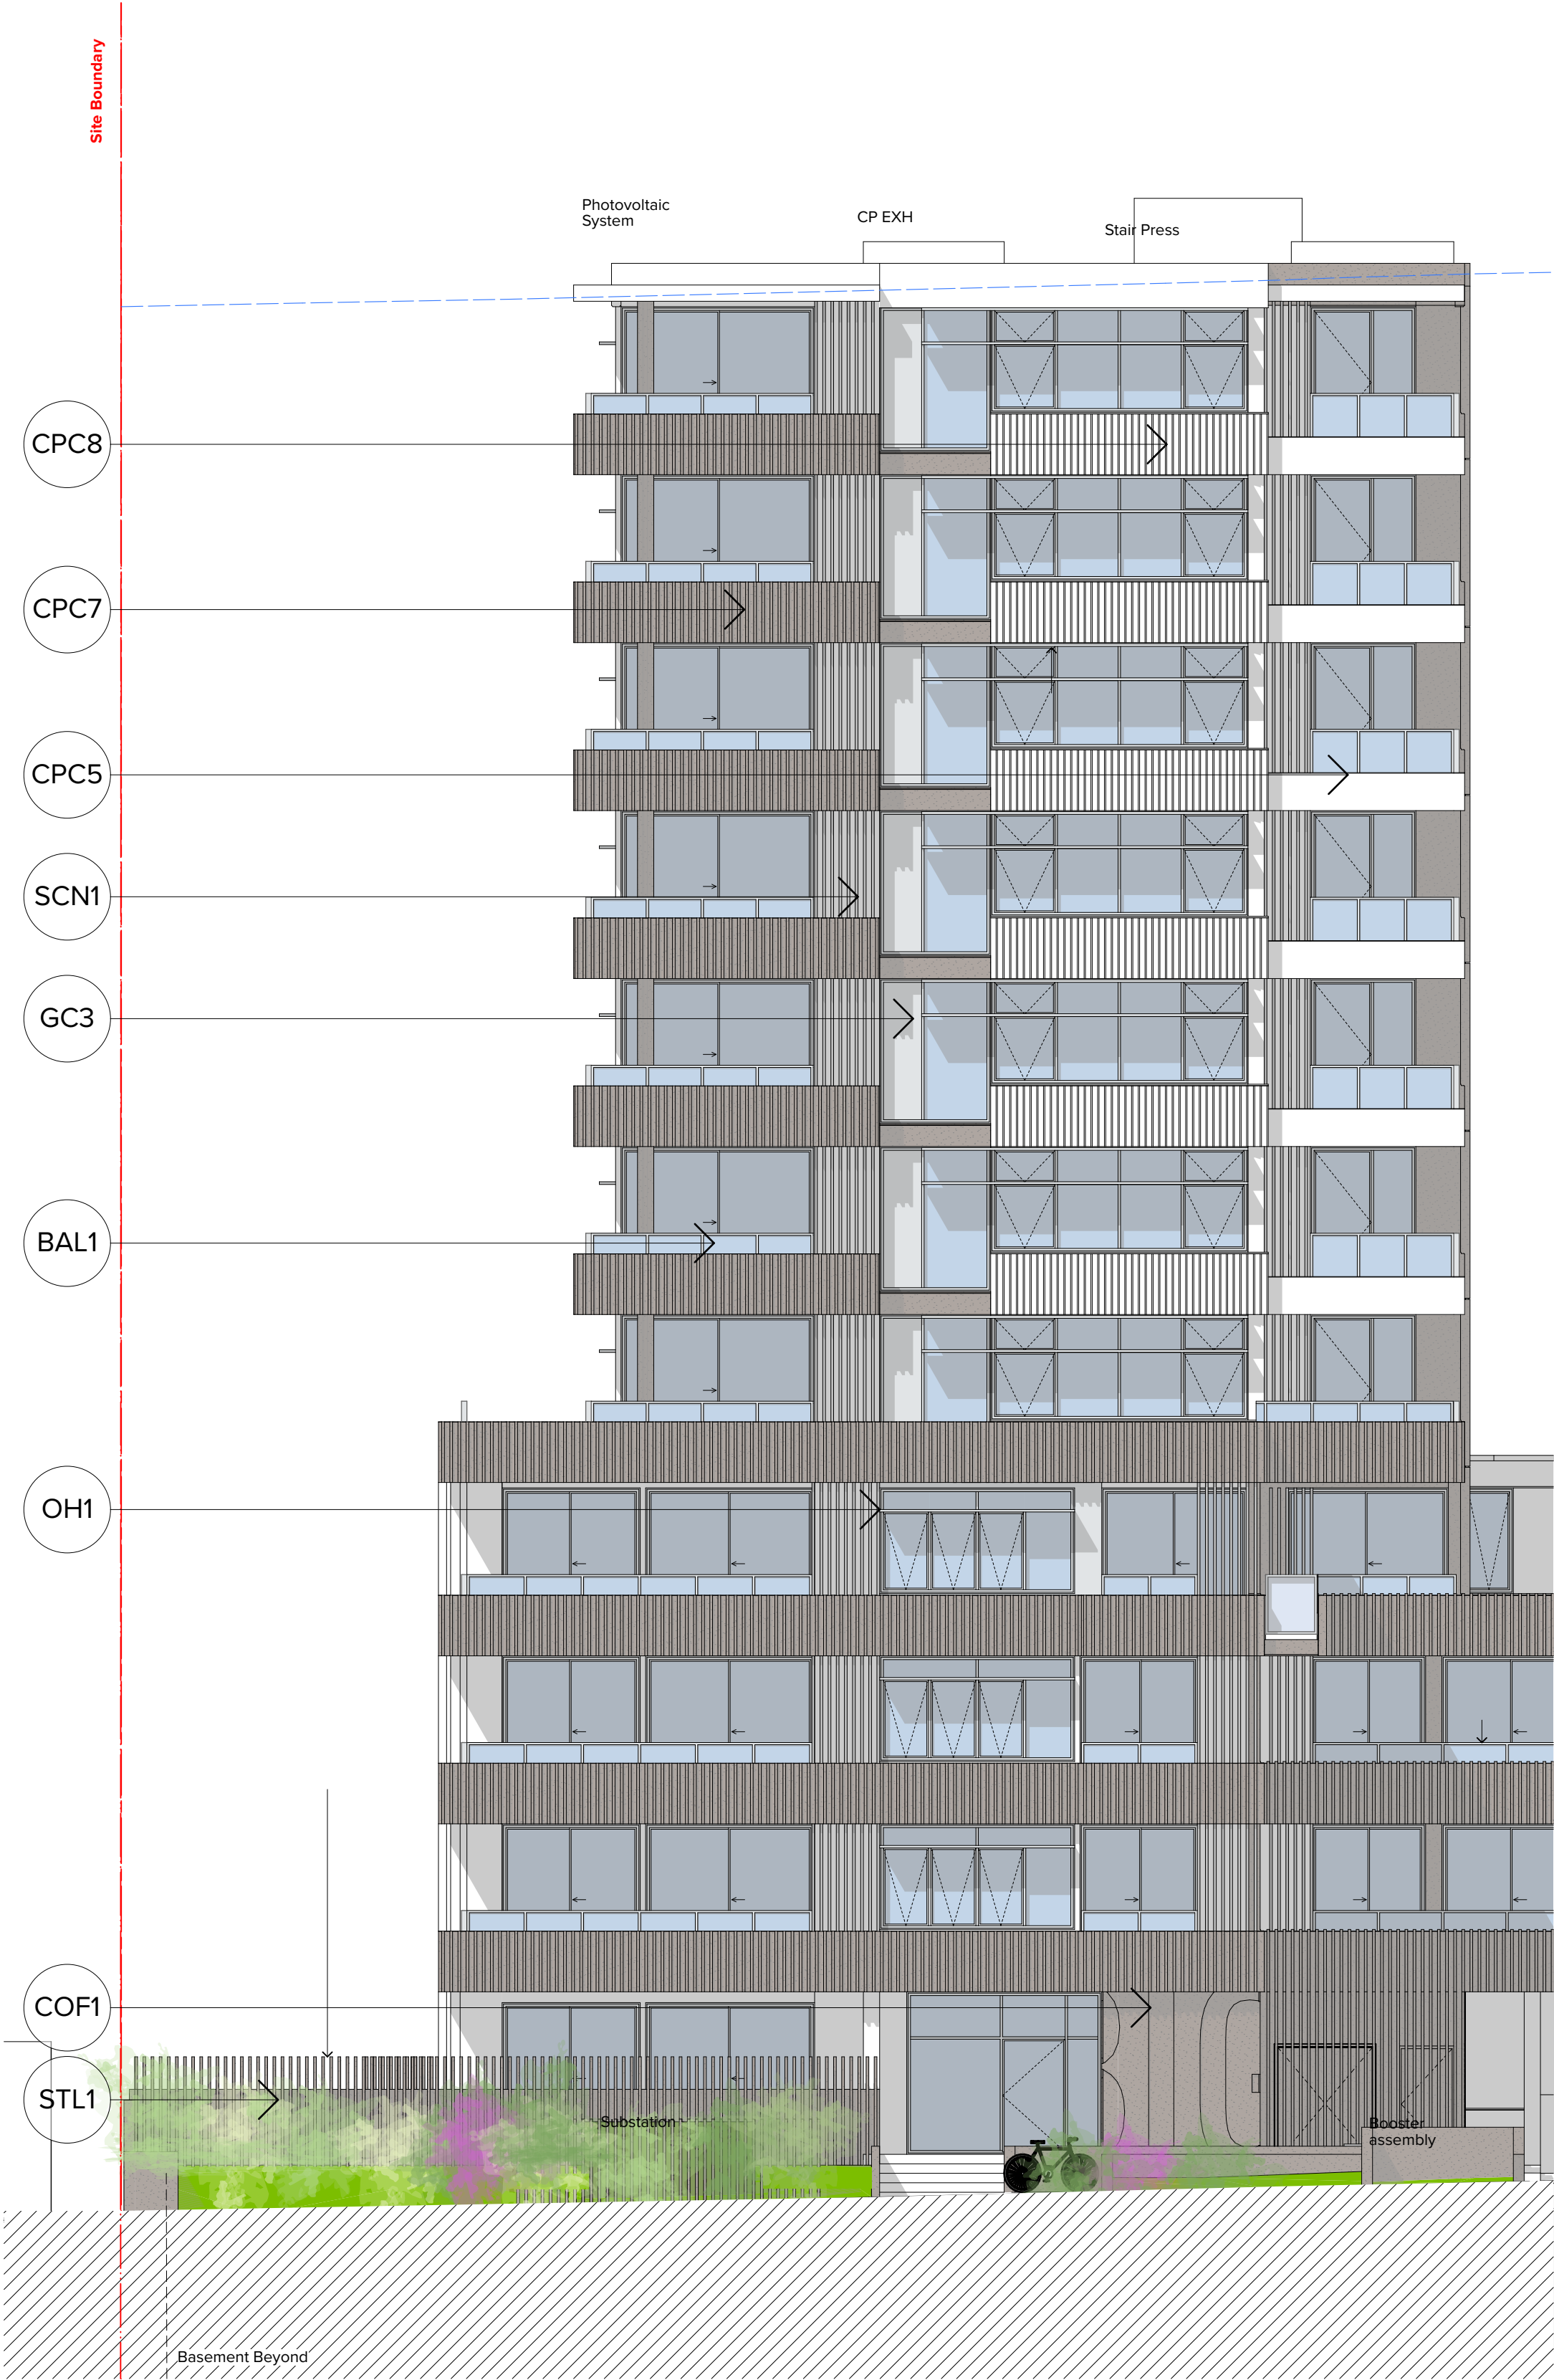 Site Boundary
Photovoltaic
System
CP EXH
Stair Press
CPC8
CPC7
CPC5
SCN1
GC3
BAL1
OH1
COF1
STL1
Substation
Booster
assembly
Basement Beyond